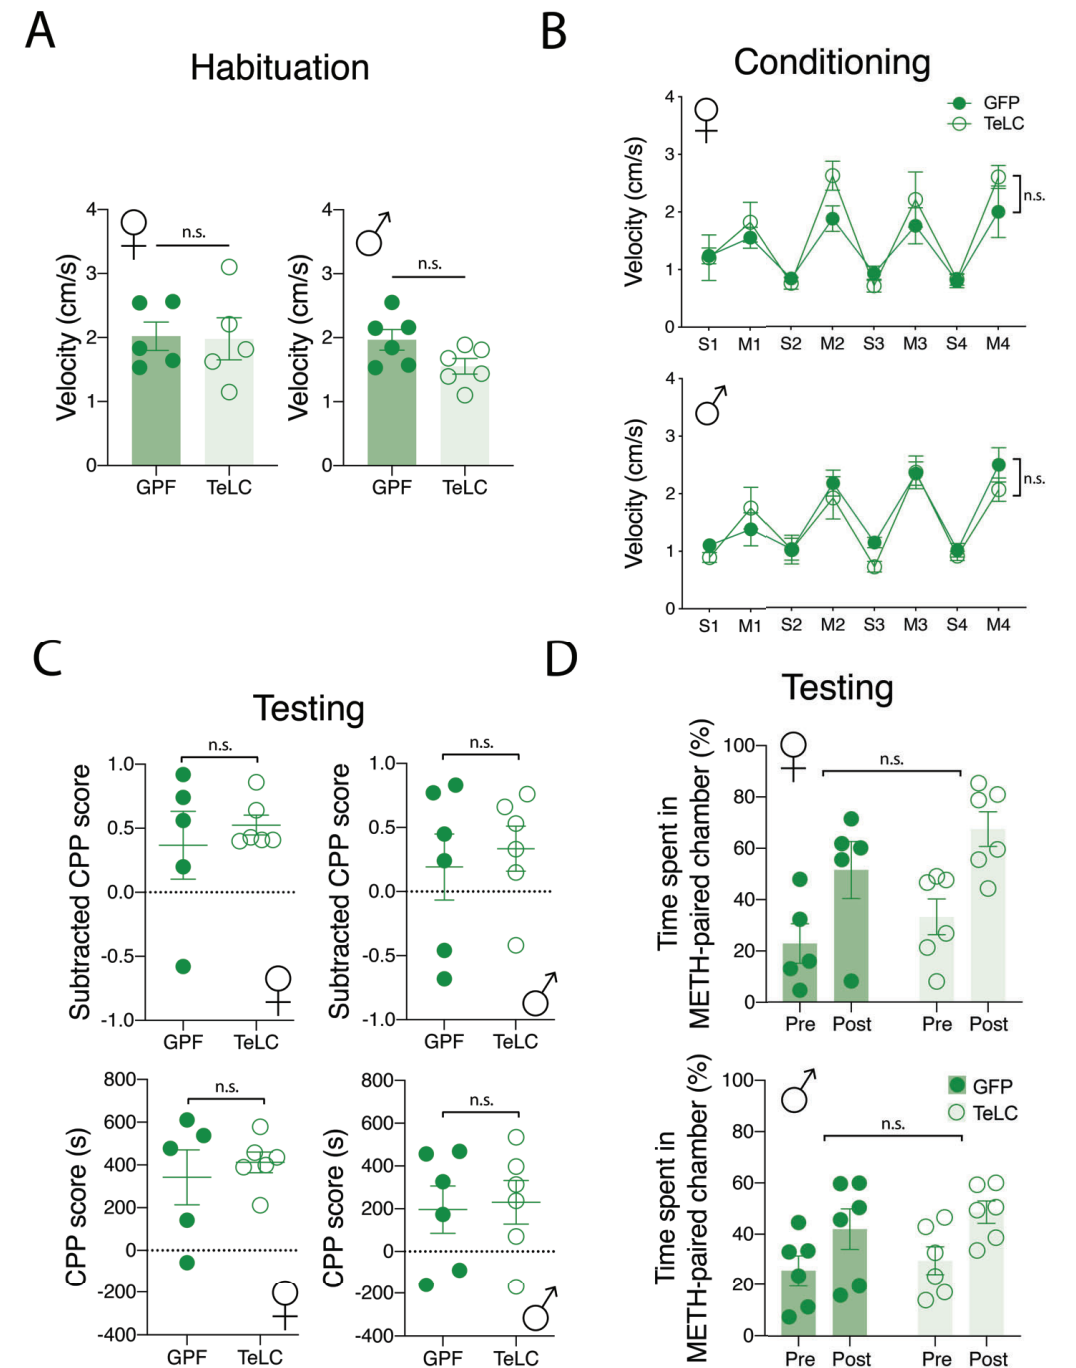 A
Habituation
Velocity (cm/s)
4
3
2
1
0
n.s.
GPF
TeLC
Velocity (cm/s)
4
3
2
1
0
n.s.
GPF
TeLC
B
Conditioning
GFP
TeLC
Velocity (cm/s)
4
3
2
1
0
n.s.
S1 M1 S2 M2 S3 M3 S4 M4
Velocity (cm/s)
4
3
2
1
0
n.s.
S1 M1 S2 M2 S3 M3 S4 M4
C
Testing
Subtracted CPP score
1.0
0.5
0.0
-0.5
-1.0
n.s.
GPF
TeLC
Subtracted CPP score
1.0
0.5
0.0
-0.5
-1.0
n.s.
GPF
TeLC
CPP score (s)
800
600
400
200
0
-200
-400
n.s.
GPF
TeLC
CPP score (s)
800
600
400
200
0
-200
-400
n.s.
GPF
TeLC
D
Testing
Time spent in
METH-paired chamber (%)
100
80
60
40
20
0
n.s.
Pre Post Pre Post
Time spent in
METH-paired chamber (%)
100
80
60
40
20
0
GFP
TeLC
n.s.
Pre Post Pre Post